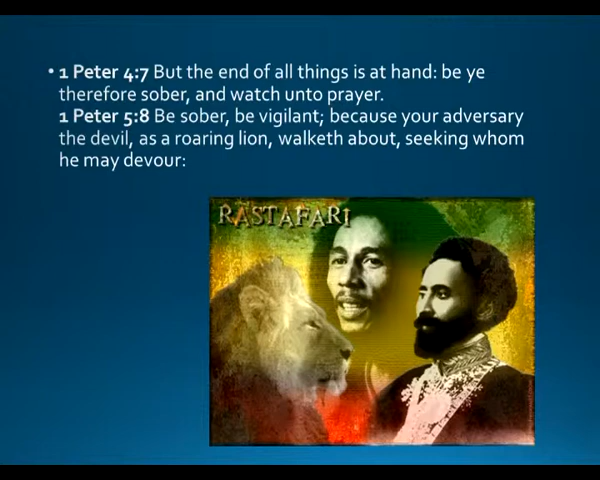 • 1 Peter 4:7 But the end of all things is at hand: be ye
therefore sober, and watch unto prayer.
1 Peter 5:8 Be sober, be vigilant; because your adversary
the devil, as a roaring lion, walketh about, seeking whom
he may devour:
RASTAFARI